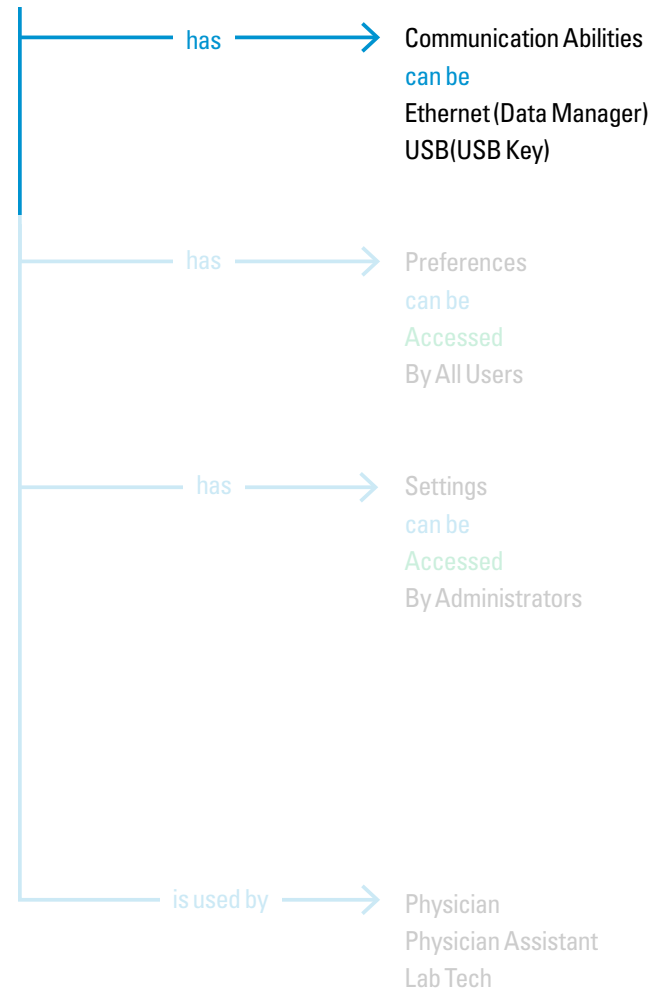 has
Communication Abilities
can be
Ethernet (Data Manager)
USB(USB Key)
has
Preferences
can be
Accessed
By All Users
has
Settings
can be
Accessed
By Administrators
is used by
Physician
Physician Assistant
Lab Tech